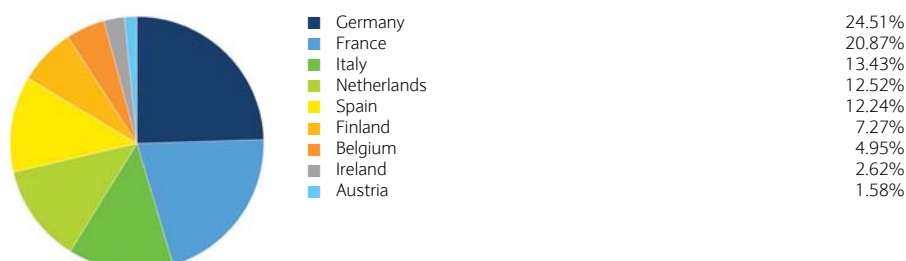 Germany 24.51%
France 20.87%
Italy 13.43%
Netherlands 12.52%
Spain 12.24%
Finland 7.27%
Belgium 4.95%
Ireland 2.62%
Austria 1.58%